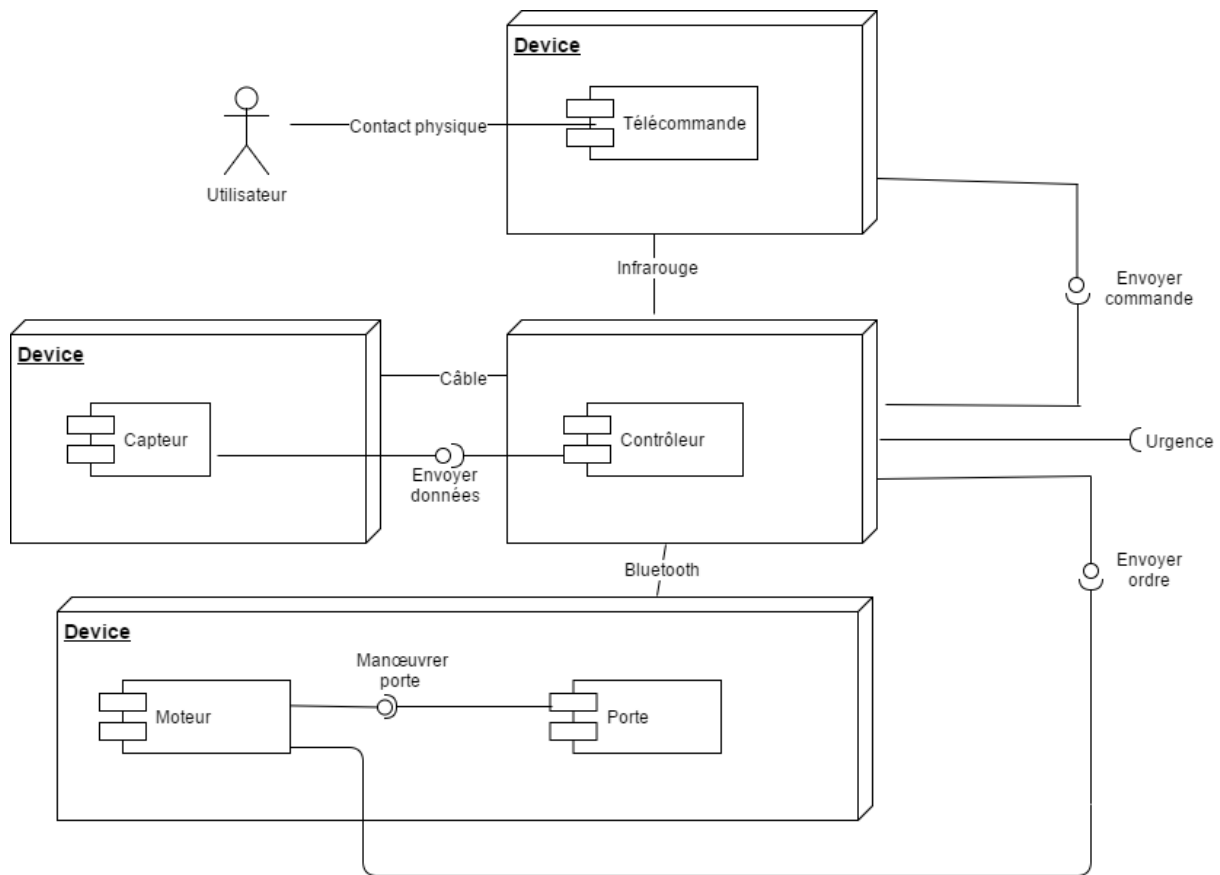 Device
Télécommande
Contact physique
Utilisateur
Infrarouge
Envoyer
commande
Device
Câble
Capteur
Contrôleur
Urgence
Envoyer
données
Envoyer
ordre
Bluetooth
Device
Manœuvrer
porte
Moteur
Porte